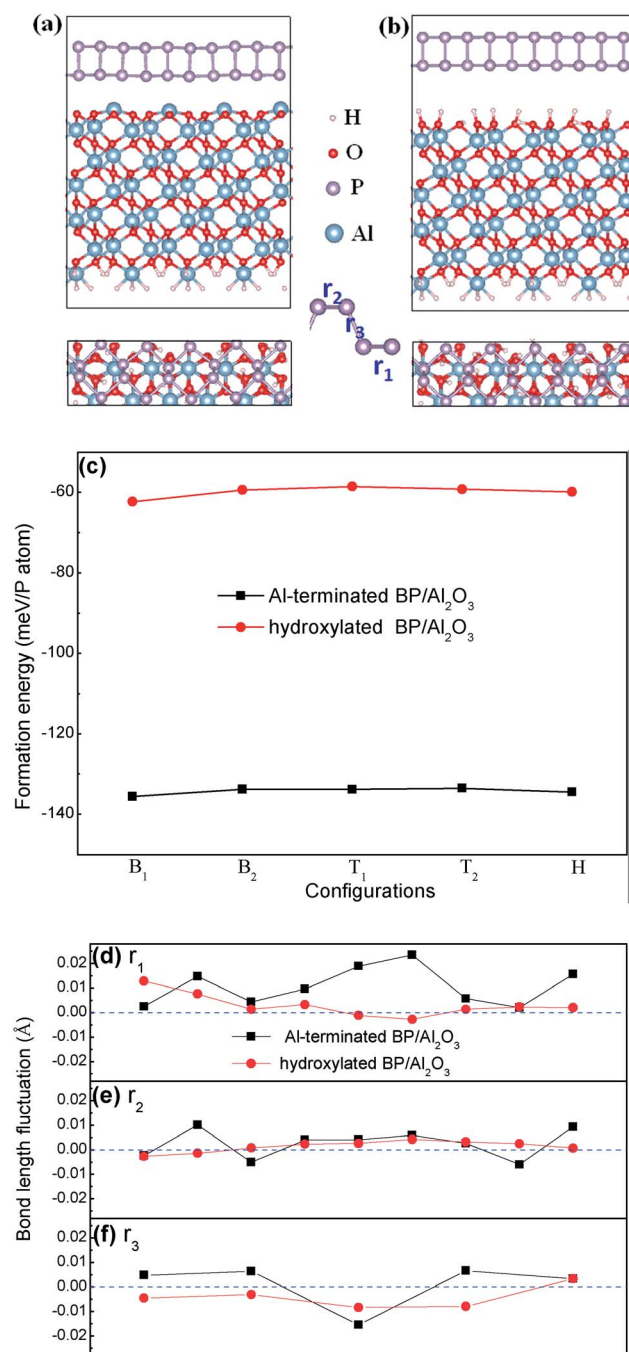 (a)
(b)
H
O
P
Al
r₂
r₃
r₁
(c)
-60
-80
-100
-120
-140
Formation energy (meV/P atom)
Al-terminated BP/Al₂O₃
hydroxylated BP/Al₂O₃
B₁ B₂ T₁ T₂ H
Configurations
Bond length fluctuation (Å)
(d) r₁
0.02
0.01
0.00
-0.01
-0.02
Al-terminated BP/Al₂O₃
hydroxylated BP/Al₂O₃
(e) r₂
0.02
0.01
0.00
-0.01
-0.02
(f) r₃
0.02
0.01
0.00
-0.01
-0.02